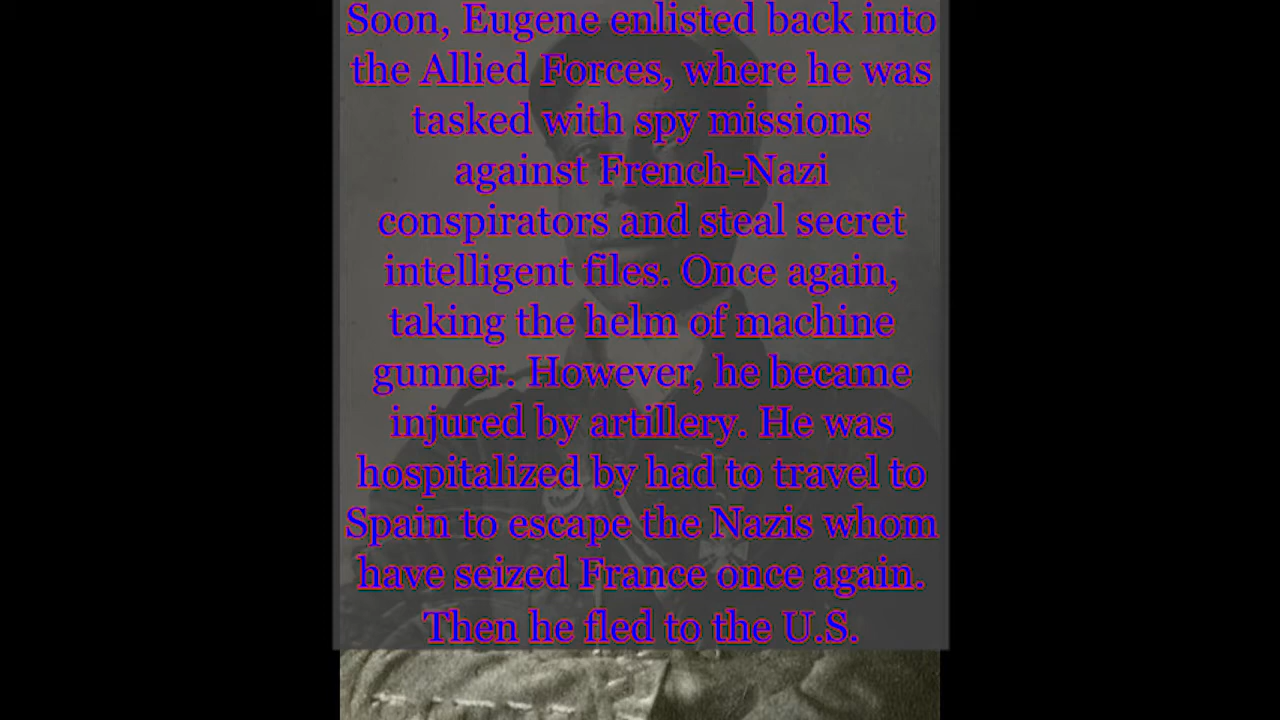 Soon, Eugene enlisted back into
the Allied Forces, where he was
tasked with spy missions
against French-Nazi
conspirators and steal secret
intelligent files. Once again,
taking the helm of machine
gunner. However, he became
injured by artillery. He was
hospitalized by had to travel to
Spain to escape the Nazis whom
have seized France once again.
Then he fled to the U.S.